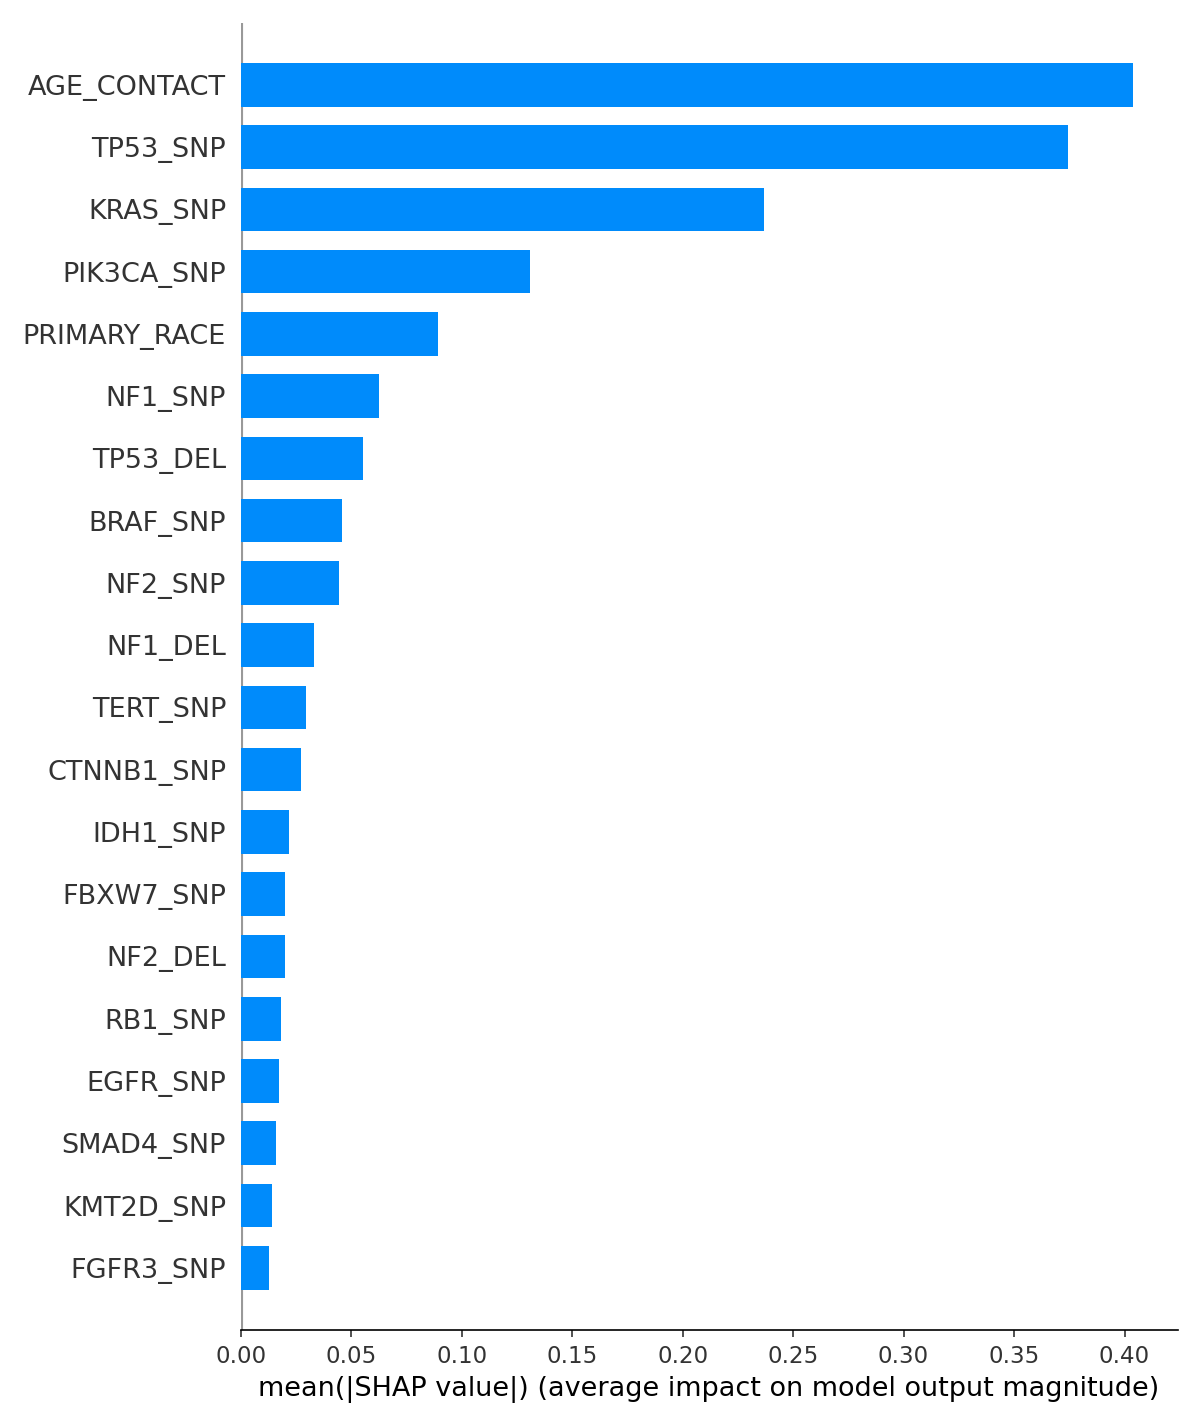 AGE_CONTACT
TP53_SNP
KRAS_SNP
PIK3CA_SNP
PRIMARY_RACE
NF1_SNP
TP53_DEL
BRAF_SNP
NF2_SNP
NF1_DEL
TERT_SNP
CTNNB1_SNP
IDH1_SNP
FBXW7_SNP
NF2_DEL
RB1_SNP
EGFR_SNP
SMAD4_SNP
KMT2D_SNP
FGFR3_SNP
0.00 0.05 0.10 0.15 0.20 0.25 0.30 0.35 0.40
mean(|SHAP value|) (average impact on model output magnitude)